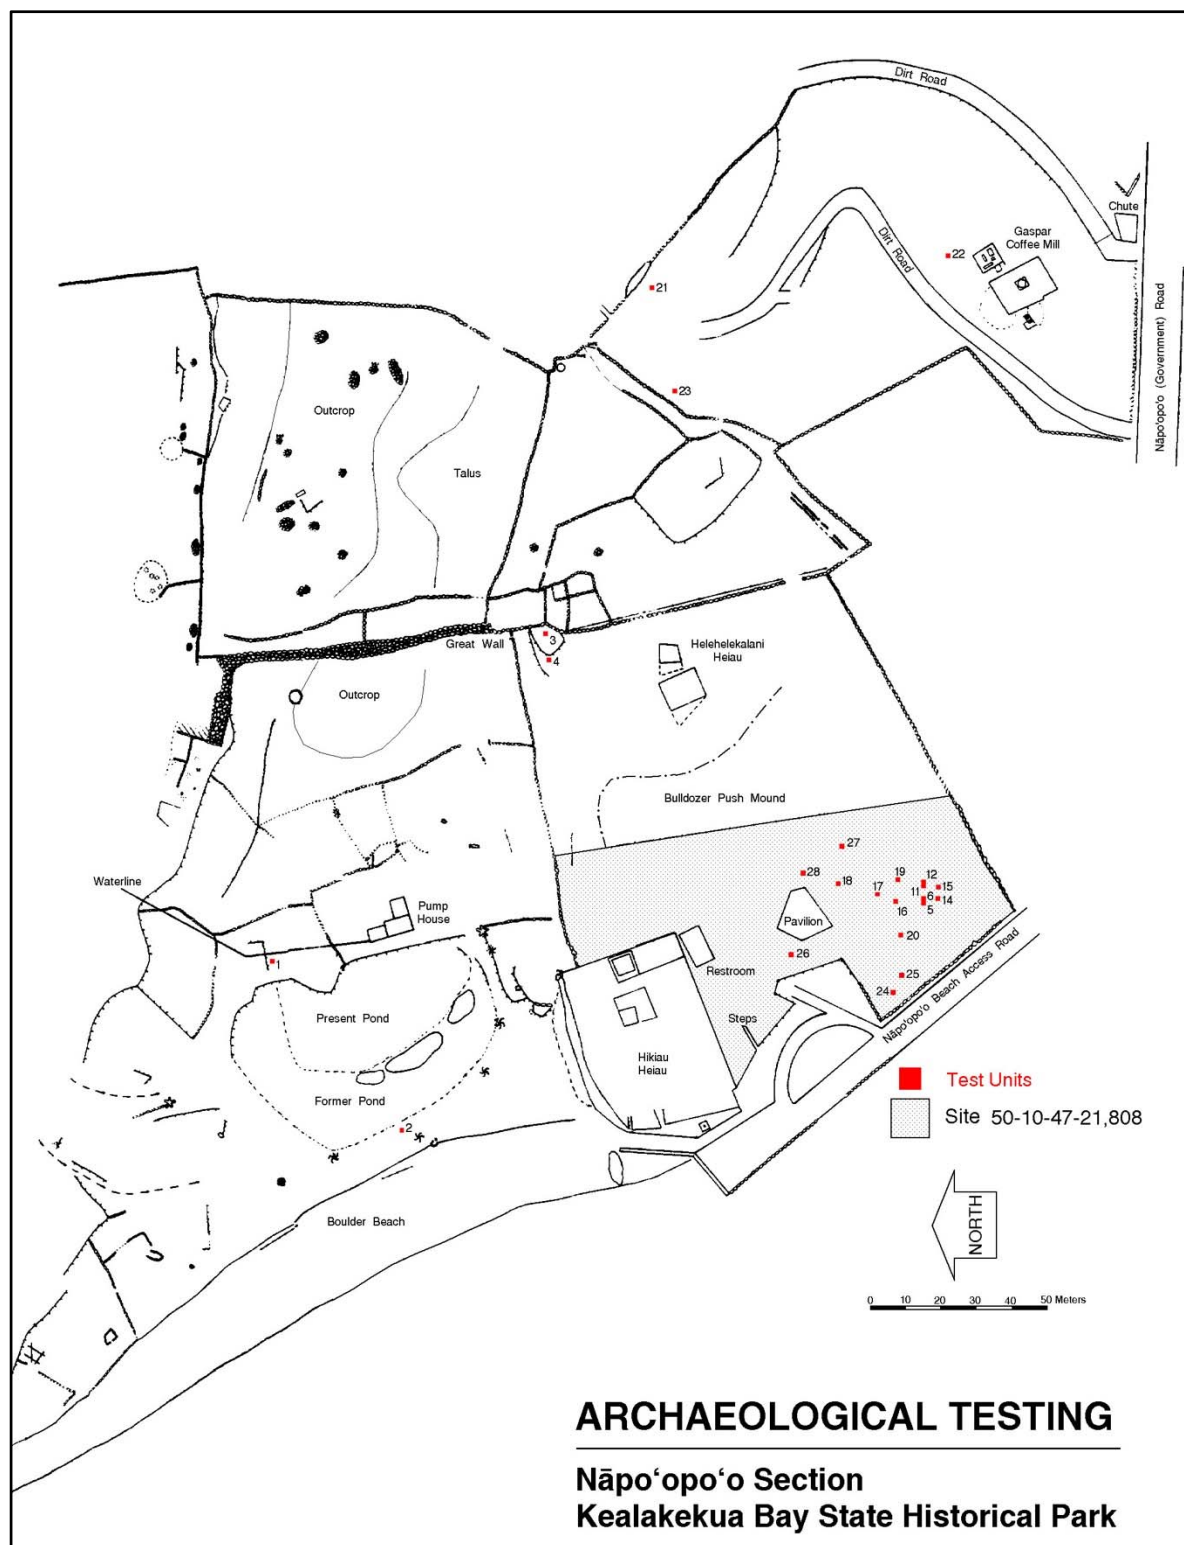 Dirt Road
Chute
Gaspar
Coffee Mill
22
Dirt Road
21
Nāpo‘opo‘o (Government) Road
23
Outcrop
Talus
3
Great Wall
4
Helehelekalani
Heiau
Outcrop
Bulldozer Push Mound
27
Waterline
28
18
19
12
17
11
15
6
14
16
5
Pump
House
Pavilion
20
1
26
Restroom
25
24
Nāpo‘opo‘o Beach Access Road
Present Pond
Steps
Hikiau
Heiau
Former Pond
2
Test Units
Site 50-10-47-21,808
Boulder Beach
NORTH
0 10 20 30 40 50 Meters
ARCHAEOLOGICAL TESTING
Nāpo‘opo‘o Section
Kealakekua Bay State Historical Park